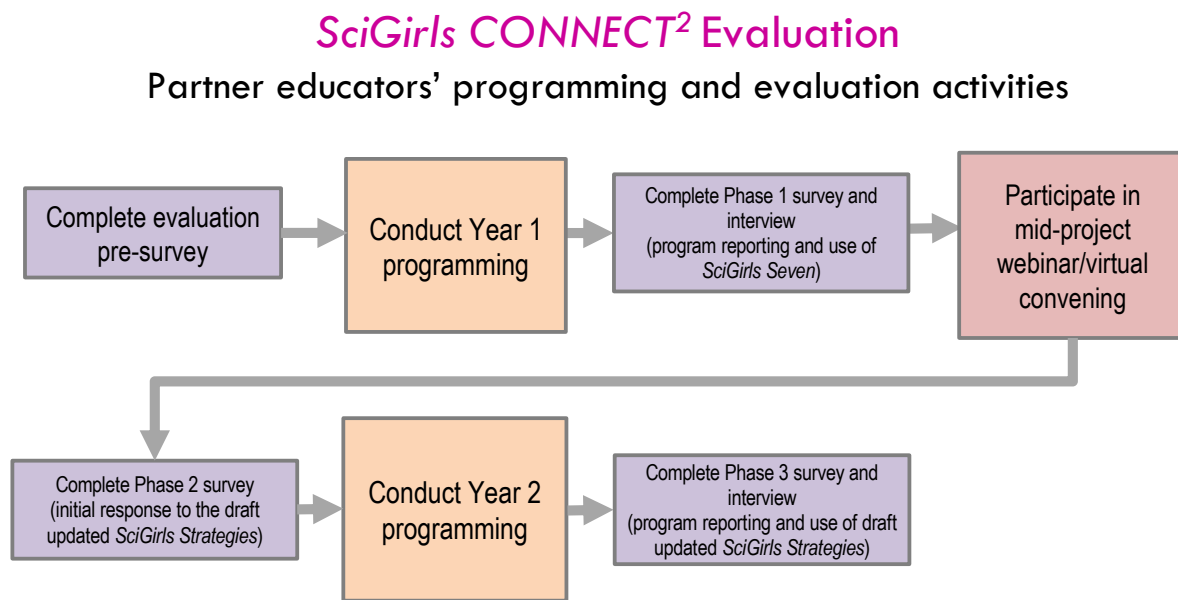 SciGirls CONNECT² Evaluation
Partner educators’ programming and evaluation activities
Complete evaluation
pre-survey
Conduct Year 1
programming
Complete Phase 1 survey and
interview
(program reporting and use of
SciGirls Seven)
Participate in
mid-project
webinar/virtual
convening
Complete Phase 2 survey
(initial response to the draft
updated SciGirls Strategies)
Conduct Year 2
programming
Complete Phase 3 survey and
interview
(program reporting and use of draft
updated SciGirls Strategies)